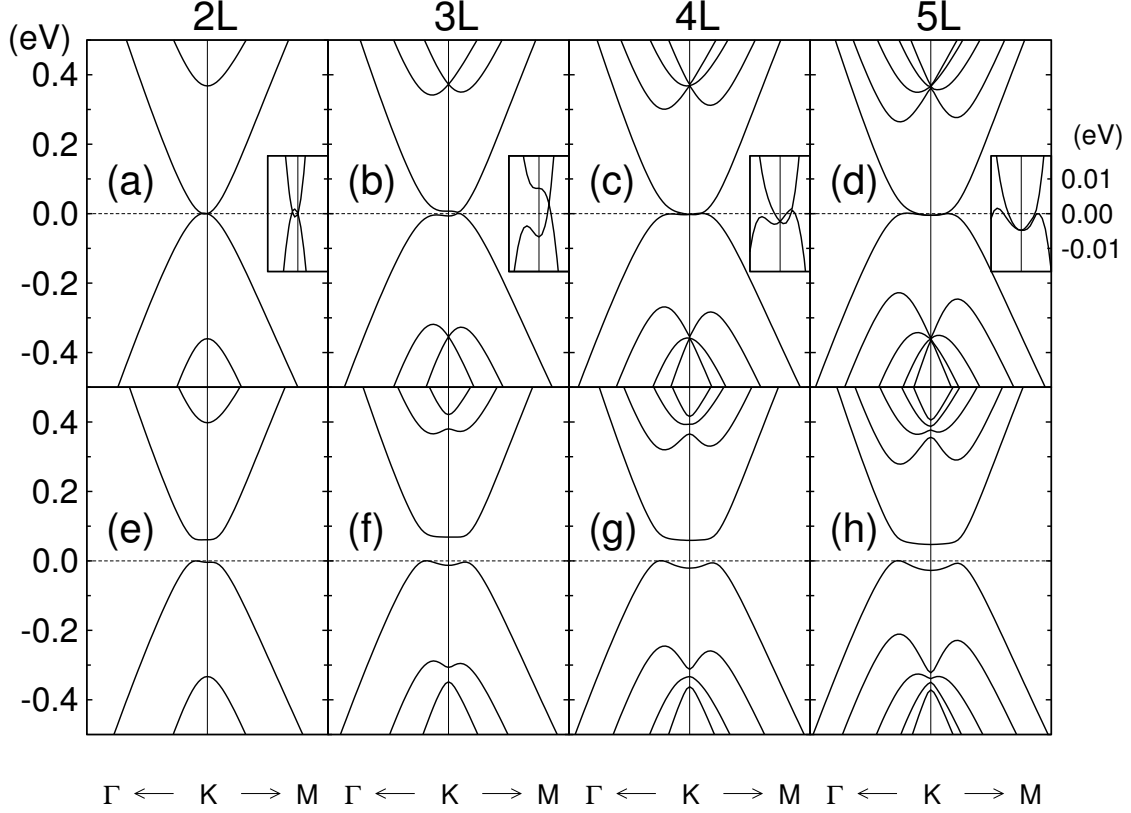 2L 3L 4L 5L
(eV)
0.4
0.2
(eV)
(a) (b) (c) (d)
0.01
0.0
0.00
-0.01
-0.2
-0.4
0.4
0.2
(e) (f) (g) (h)
0.0
-0.2
-0.4
Γ ← K → M Γ ← K → M Γ ← K → M Γ ← K → M